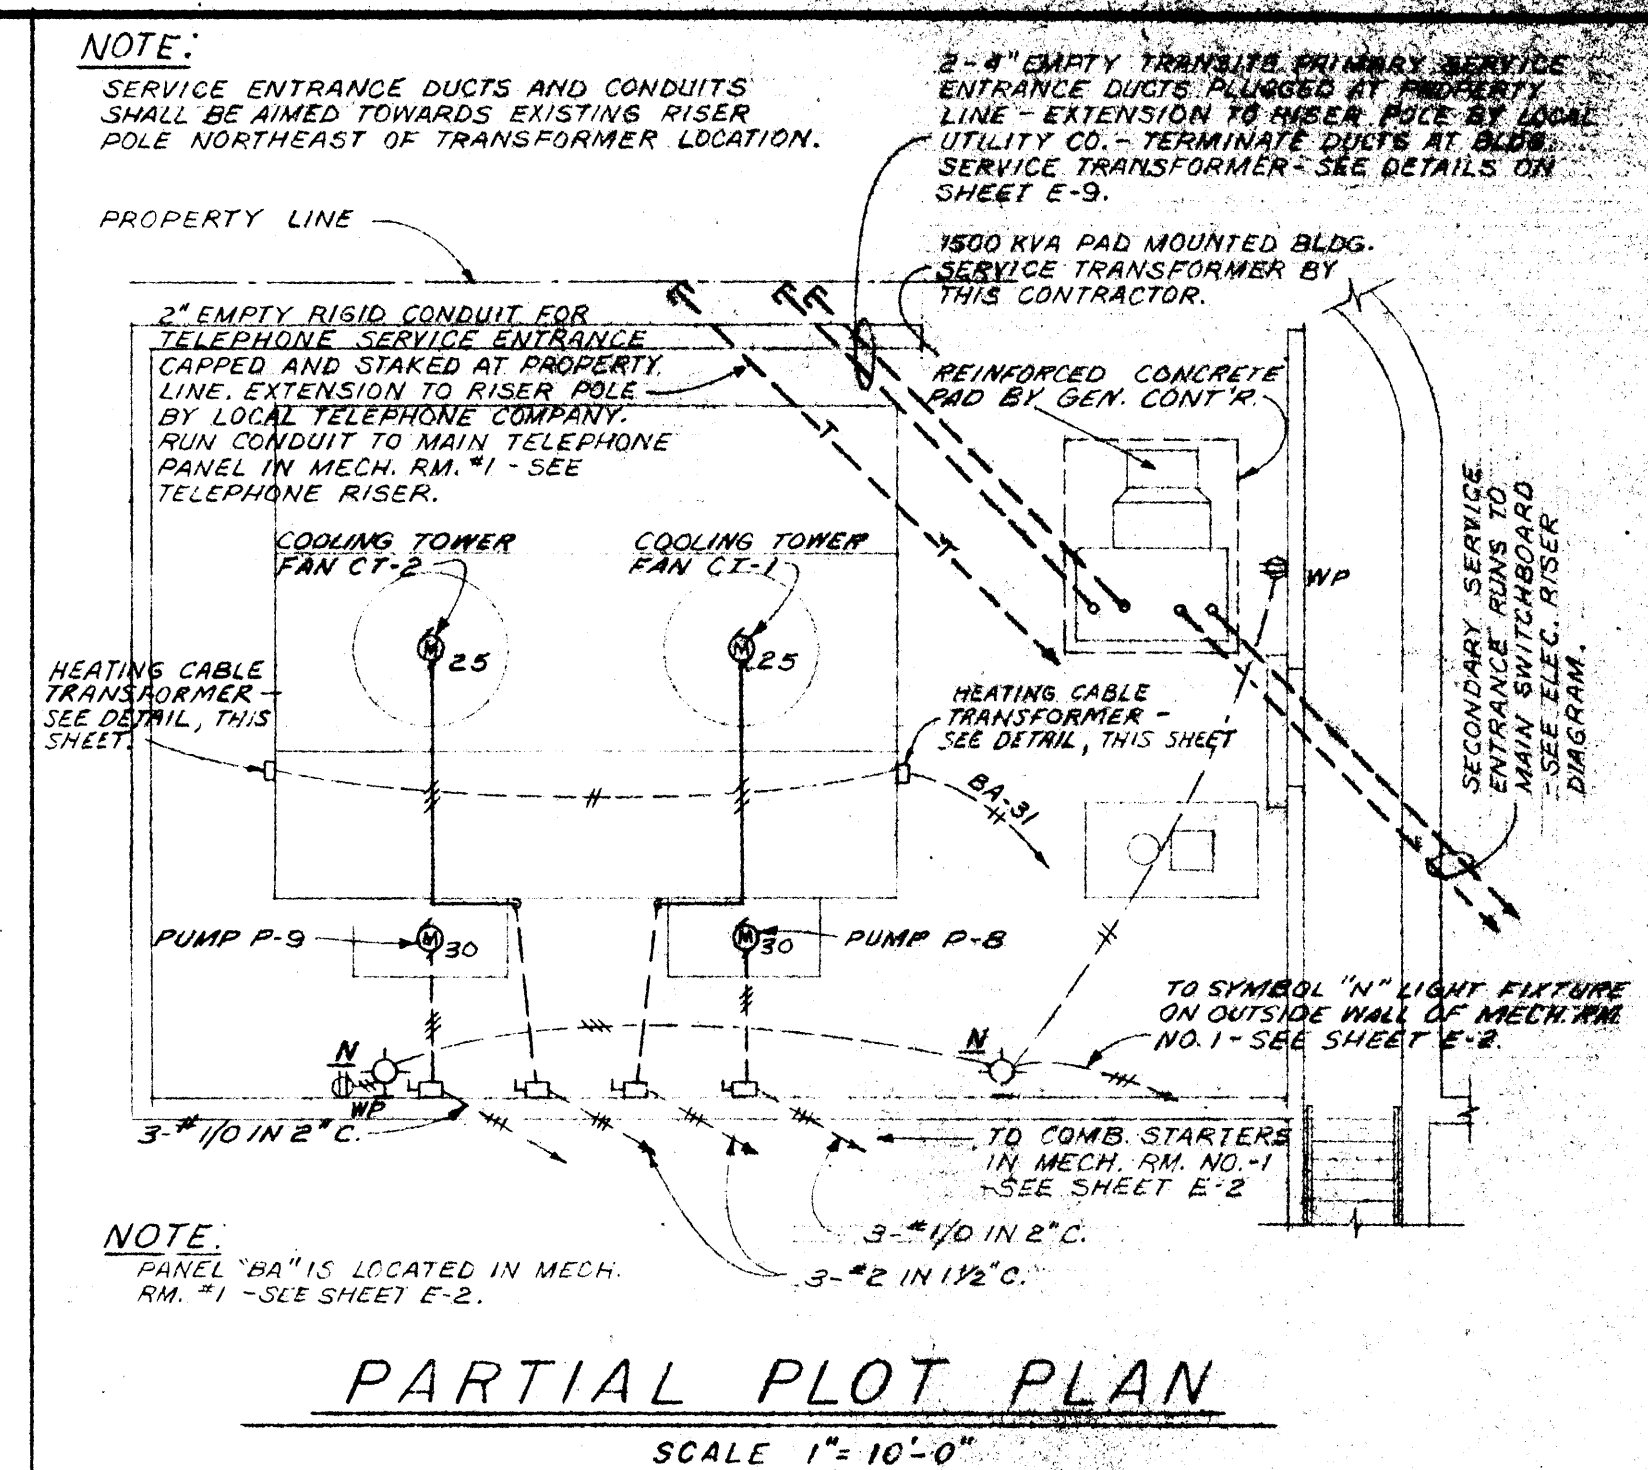 NOTE:
SERVICE ENTRANCE DUCTS AND CONDUITS
SHALL BE AIMED TOWARDS EXISTING RISER
POLE NORTHEAST OF TRANSFORMER LOCATION.
2-4" EMPTY TRANSITE PRIMARY SERVICE
ENTRANCE DUCTS PLUGGED AT PROPERTY
LINE - EXTENSION TO RISER POLE BY LOCAL
UTILITY CO. - TERMINATE DUCTS AT BLDG.
SERVICE TRANSFORMER - SEE DETAILS ON
SHEET E-9.
PROPERTY LINE
1500 KVA PAD MOUNTED BLDG.
SERVICE TRANSFORMER BY
THIS CONTRACTOR.
2" EMPTY RIGID CONDUIT FOR
TELEPHONE SERVICE ENTRANCE
CAPPED AND STAKED AT PROPERTY
LINE. EXTENSION TO RISER POLE
BY LOCAL TELEPHONE COMPANY.
RUN CONDUIT TO MAIN TELEPHONE
PANEL IN MECH. RM. #1 - SEE
TELEPHONE RISER.
REINFORCED CONCRETE
PAD BY GEN. CONT'R.
T
T
COOLING TOWER
FAN CT-2
COOLING TOWER
FAN CT-1
WP
SECONDARY SERVICE
ENTRANCE RUNS TO
MAIN SWITCHBOARD
- SEE ELEC. RISER
DIAGRAM.
M 25
M 25
HEATING CABLE
TRANSFORMER -
SEE DETAIL, THIS
SHEET.
HEATING CABLE
TRANSFORMER -
SEE DETAIL, THIS SHEET
BA-31
PUMP P-9
M 30
M 30
PUMP P-8
TO SYMBOL "N" LIGHT FIXTURE
ON OUTSIDE WALL OF MECH. RM.
NO. 1 - SEE SHEET E-2.
N
N
WP
3-#1/0 IN 2"C.
TO COMB. STARTERS
IN MECH. RM. NO.-1
- SEE SHEET E-2
3-#1/0 IN 2"C.
3-#2 IN 1 1/2"C.
NOTE:
PANEL "BA" IS LOCATED IN MECH.
RM. #1 - SEE SHEET E-2.
PARTIAL PLOT PLAN
SCALE 1"= 10'-0"